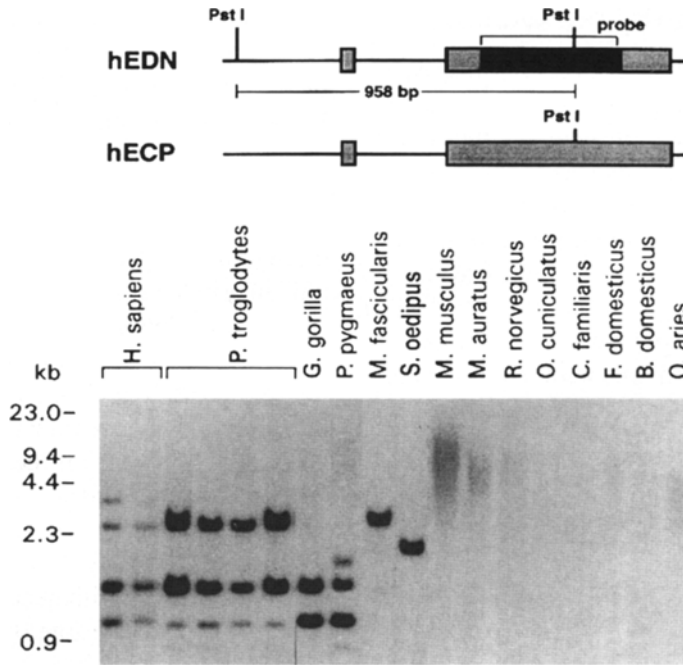 Pst I Pst I
probe
hEDN
958 bp
Pst I
hECP
H. sapiens
P. troglodytes
G. gorilla
P. pygmaeus
M. fascicularis
S. oedipus
M. musculus
M. auratus
R. norvegicus
O. cuniculatus
C. familiaris
F. domesticus
B. domesticus
O. aries
kb
23.0–
9.4–
4.4–
2.3–
0.9–